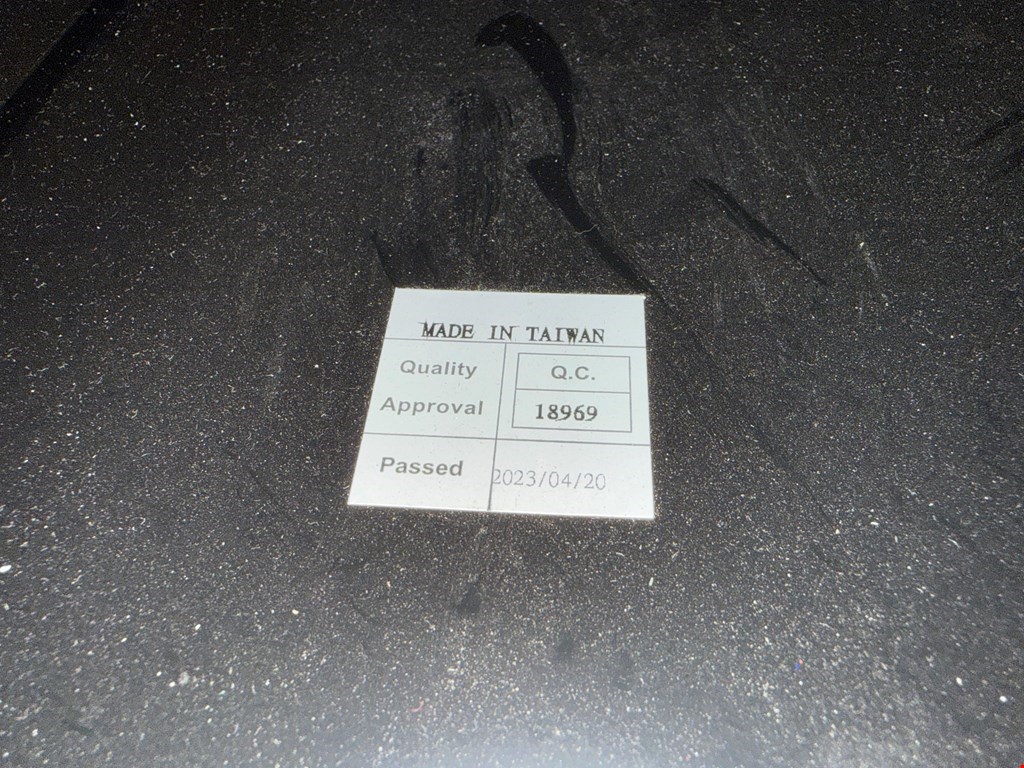 MADE IN TAIWAN
Quality
Approval
Q.C.
18969
Passed
2023/04/20